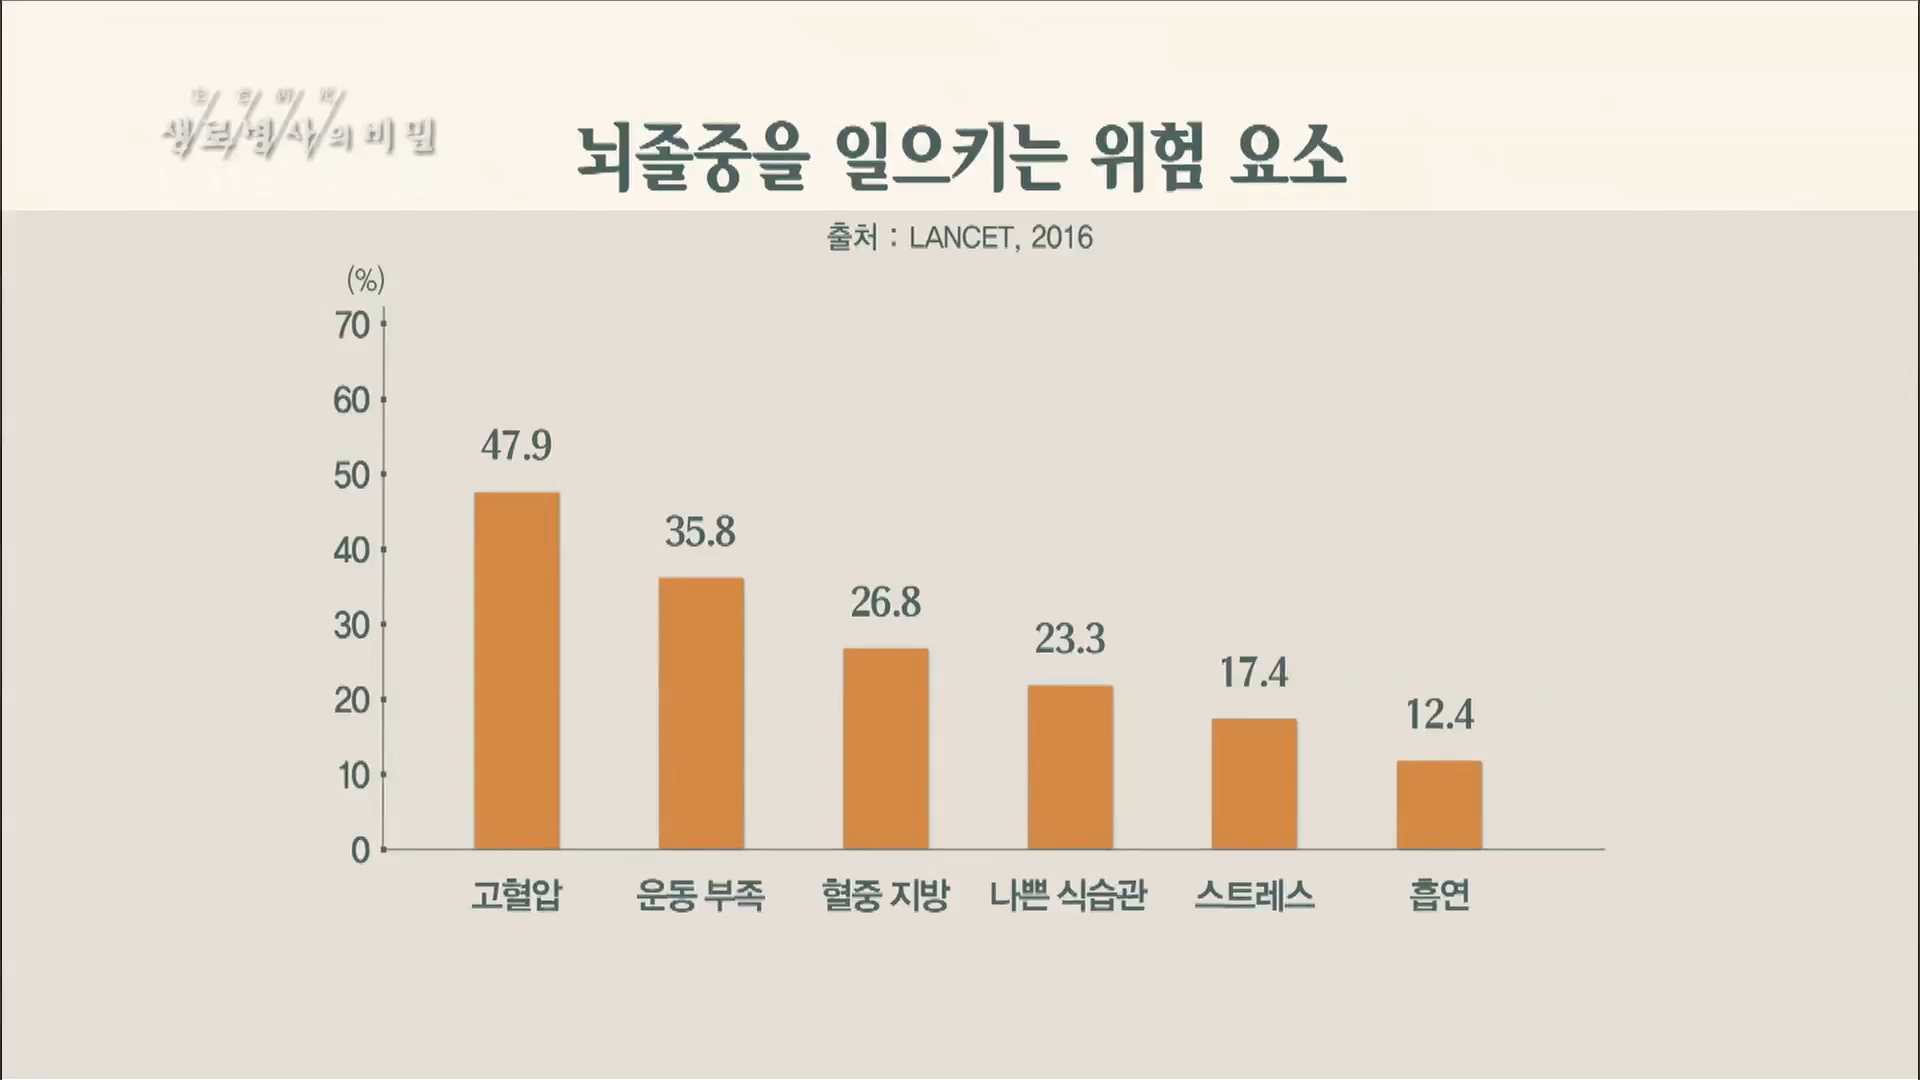 생로병사의 비밀
뇌졸중을 일으키는 위험 요소
출처 : LANCET, 2016
(%)
70
60
50
40
30
20
10
0
47.9
35.8
26.8
23.3
17.4
12.4
고혈압
운동 부족
혈중 지방
나쁜 식습관
스트레스
흡연